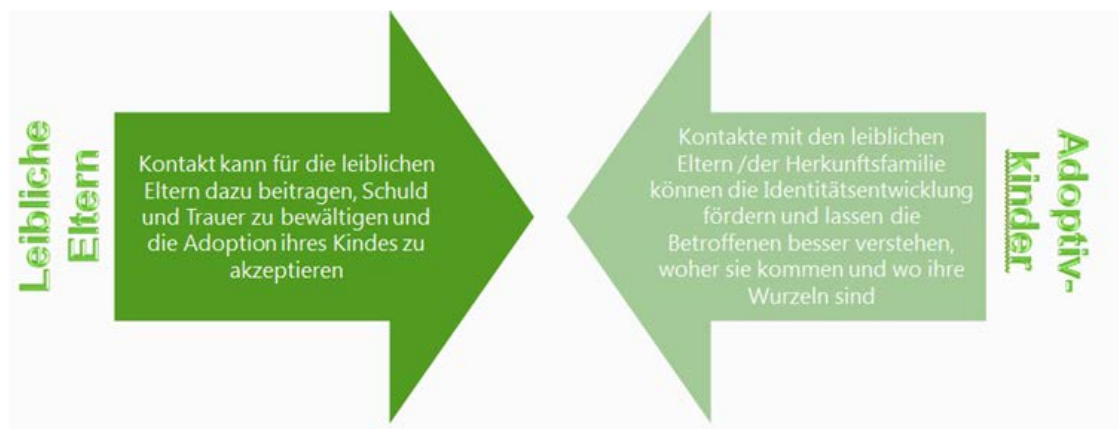 Leibliche
Eltern
Kontakt kann für die leiblichen
Eltern dazu beitragen, Schuld
und Trauer zu bewältigen und
die Adoption ihres Kindes zu
akzeptieren
Kontakte mit den leiblichen
Eltern /der Herkunftsfamilie
können die Identitätsentwicklung
fördern und lassen die
Betroffenen besser verstehen,
woher sie kommen und wo ihre
Wurzeln sind
Adoptiv-
kinder